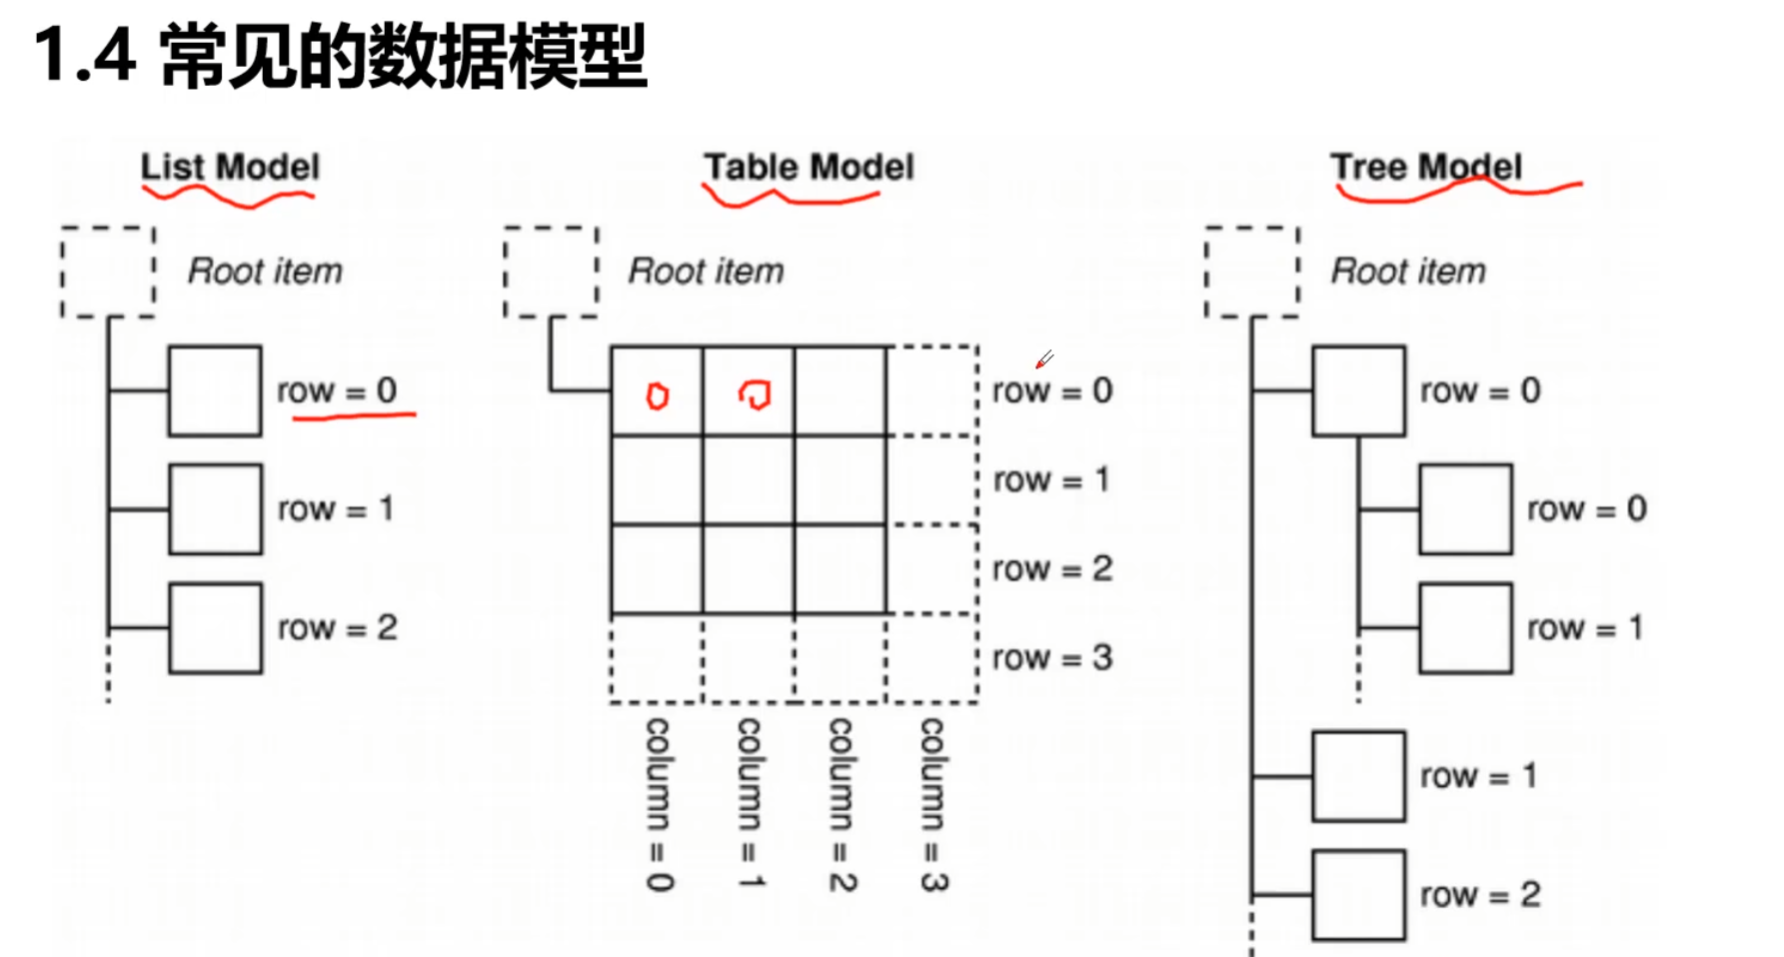 1.4 常见的数据模型
List Model
Root item
row = 0
row = 1
row = 2
Table Model
Root item
row = 0
row = 1
row = 2
row = 3
column = 0
column = 1
column = 2
column = 3
Tree Model
Root item
row = 0
row = 0
row = 1
row = 1
row = 2